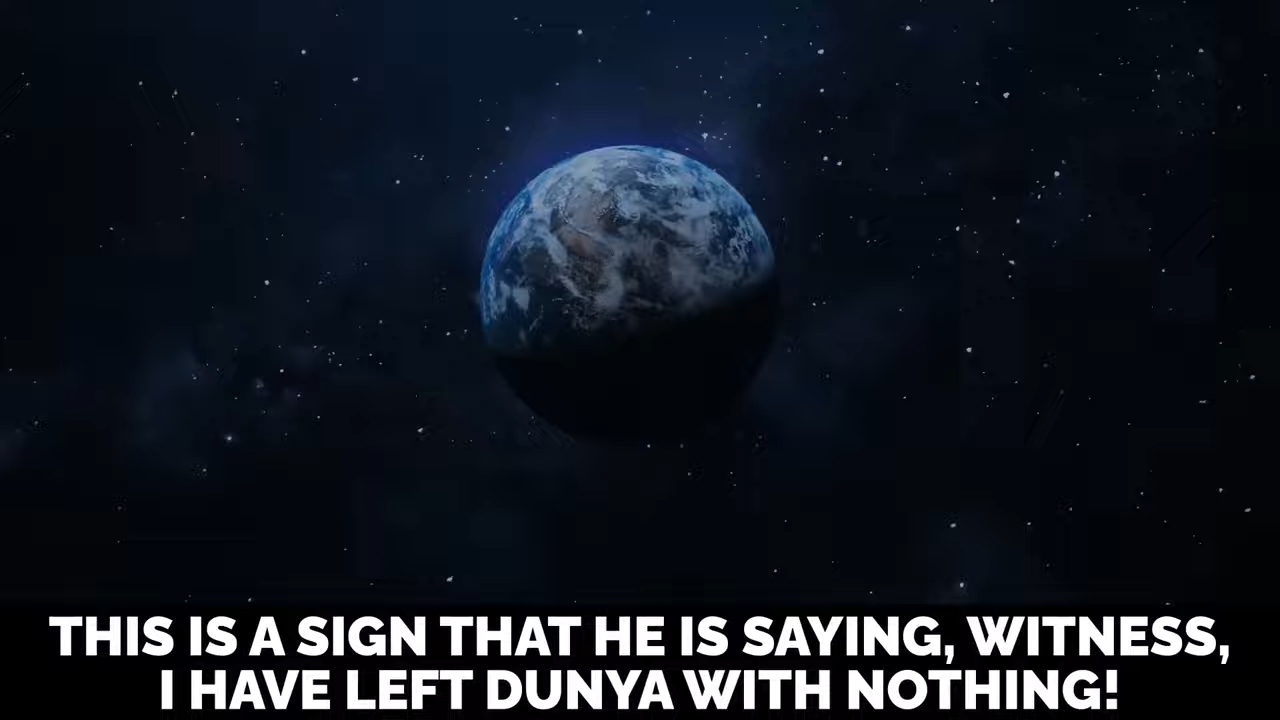 THIS IS A SIGN THAT HE IS SAYING, WITNESS,
I HAVE LEFT DUNYA WITH NOTHING!